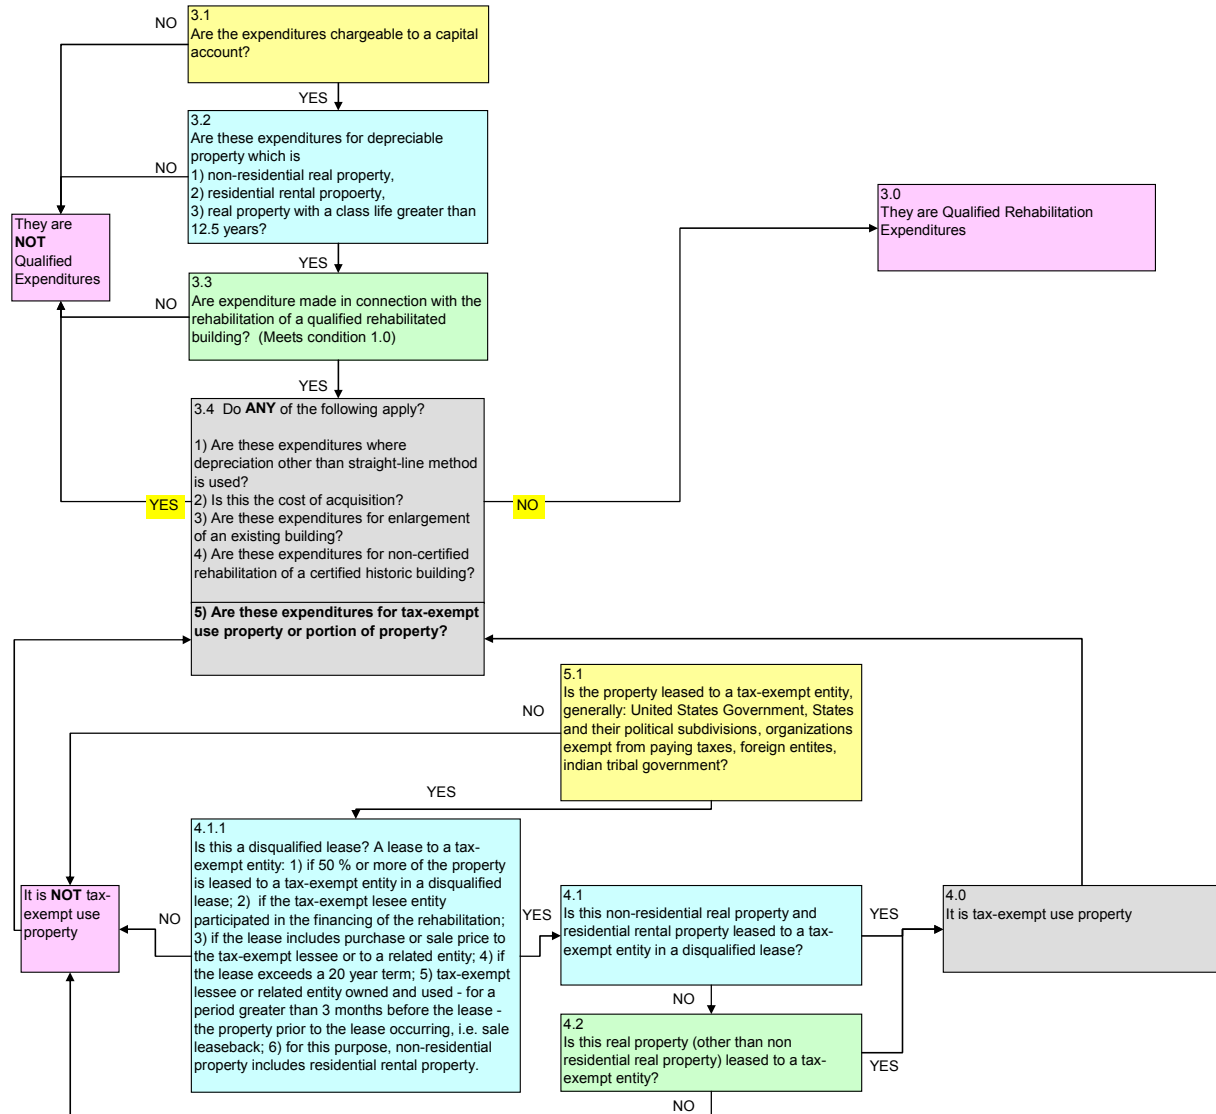 NO
3.1
Are the expenditures chargeable to a capital
account?
YES
3.2
Are these expenditures for depreciable
property which is
1) non-residential real property,
2) residential rental propoerty,
3) real property with a class life greater than
12.5 years?
NO
They are
NOT
Qualified
Expenditures
3.0
They are Qualified Rehabilitation
Expenditures
YES
NO
3.3
Are expenditure made in connection with the
rehabilitation of a qualified rehabilitated
building?  (Meets condition 1.0)
YES
3.4  Do ANY of the following apply?
1) Are these expenditures where
depreciation other than straight-line method
is used?
2) Is this the cost of acquisition?
3) Are these expenditures for enlargement
of an existing building?
4) Are these expenditures for non-certified
rehabilitation of a certified historic building?
YES
NO
5) Are these expenditures for tax-exempt
use property or portion of property?
5.1
Is the property leased to a tax-exempt entity,
generally: United States Government, States
and their political subdivisions, organizations
exempt from paying taxes, foreign entites,
indian tribal government?
NO
YES
4.1.1
Is this a disqualified lease? A lease to a tax-
exempt entity: 1) if 50 % or more of the property
is leased to a tax-exempt entity in a disqualified
lease; 2)  if the tax-exempt lesee entity
participated in the financing of the rehabilitation;
3) if the lease includes purchase or sale price to
the tax-exempt lessee or to a related entity; 4) if
the lease exceeds a 20 year term; 5) tax-exempt
lessee or related entity owned and used - for a
period greater than 3 months before the lease -
the property prior to the lease occurring, i.e. sale
leaseback; 6) for this purpose, non-residential
property includes residential rental property.
It is NOT tax-
exempt use
property
NO
YES
4.1
Is this non-residential real property and
residential rental property leased to a tax-
exempt entity in a disqualified lease?
YES
4.0
It is tax-exempt use property
NO
4.2
Is this real property (other than non
residential real property) leased to a tax-
exempt entity?
YES
NO